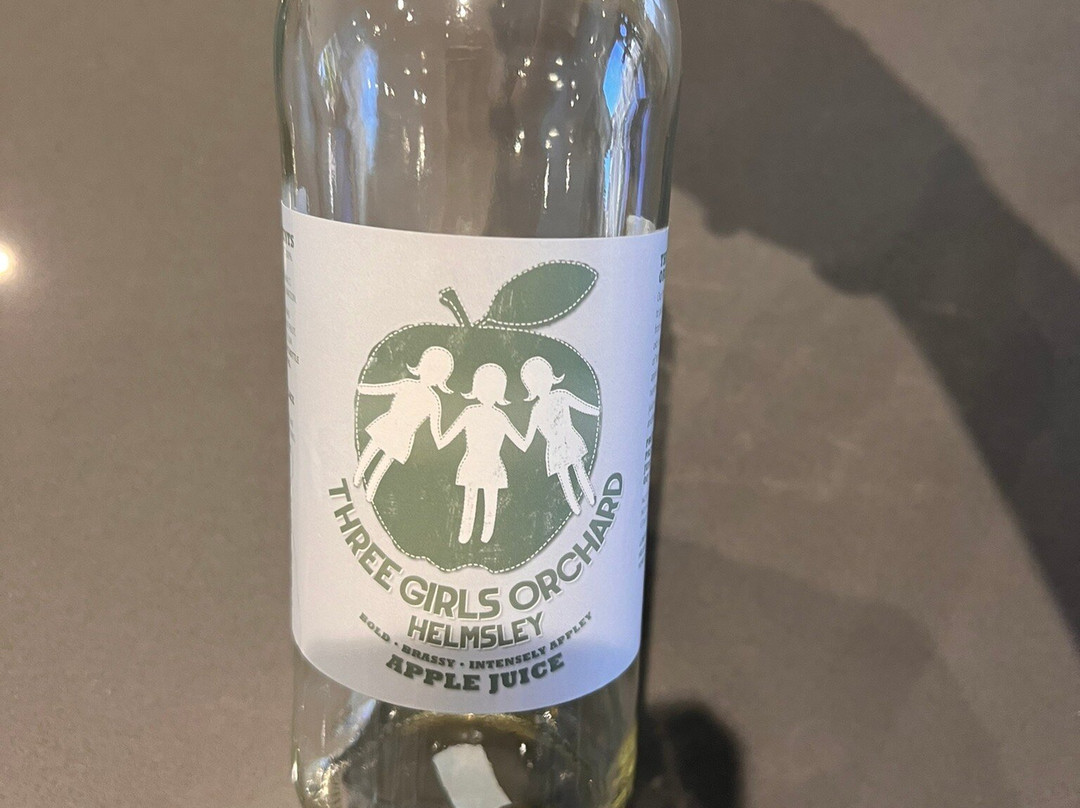 THREE GIRLS ORCHARD
HELMSLEY
BOLD · BRASSY · INTENSELY APPLEY
APPLE JUICE